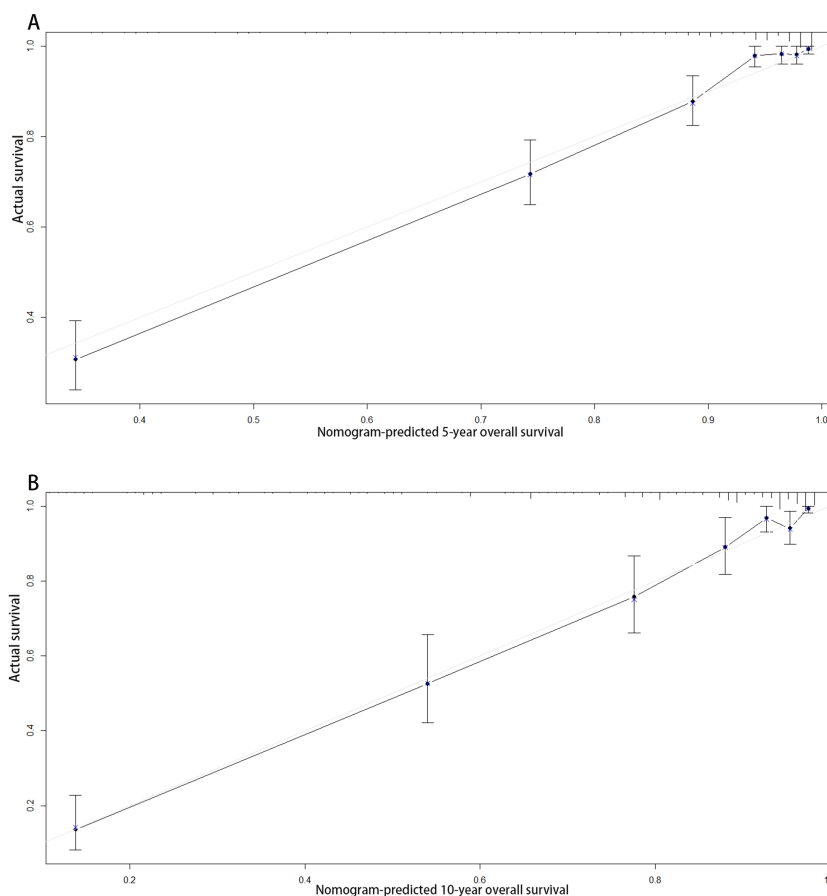 A
1.0
0.8
0.6
0.4
Actual survival
0.4 0.5 0.6 0.7 0.8 0.9 1.0
Nomogram-predicted 5-year overall survival
B
1.0
0.8
0.6
0.4
0.2
Actual survival
0.2 0.4 0.6 0.8 1
Nomogram-predicted 10-year overall survival